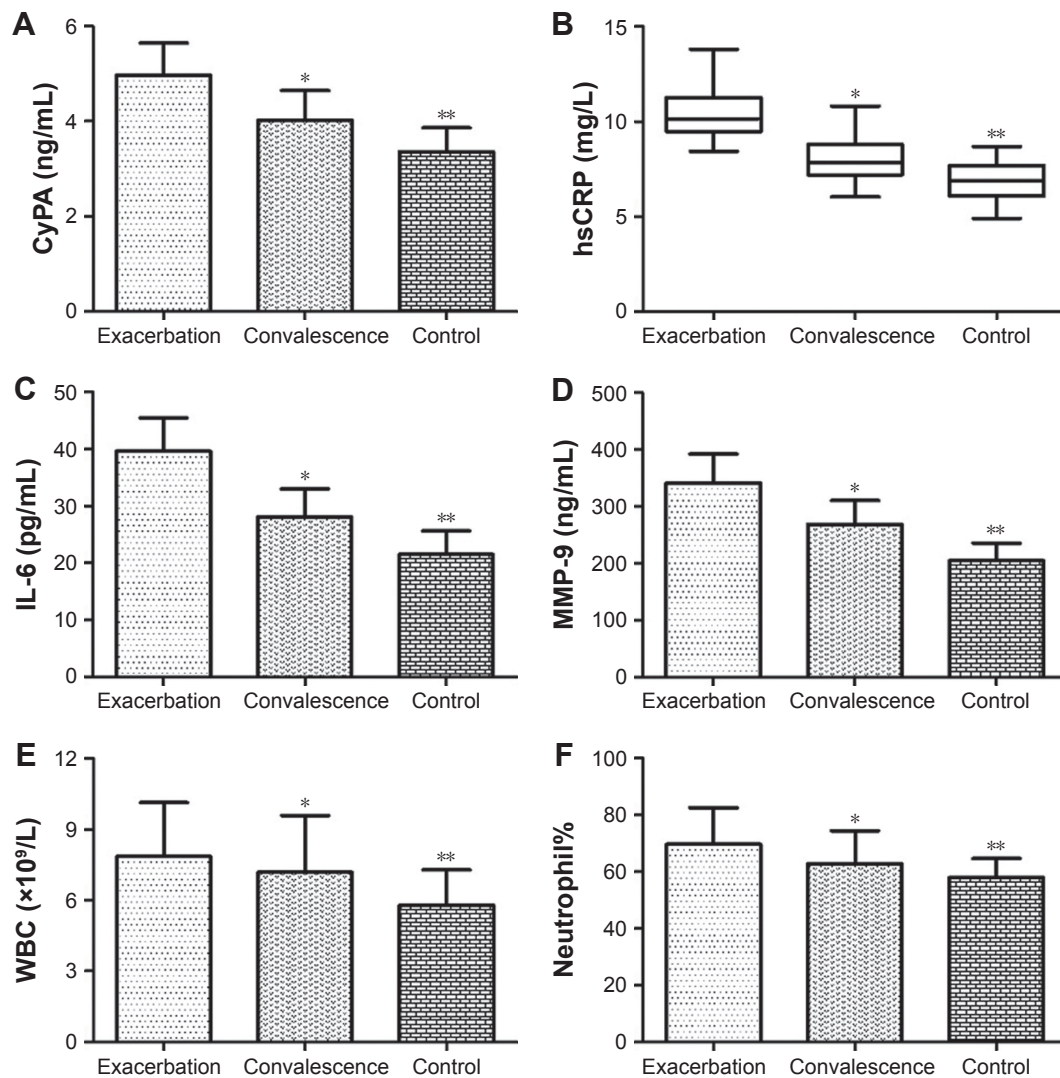 A
CyPA (ng/mL)
6
4
2
0
*
**
Exacerbation Convalescence Control
B
hsCRP (mg/L)
15
10
5
0
*
**
Exacerbation Convalescence Control
C
IL-6 (pg/mL)
50
40
30
20
10
0
*
**
Exacerbation Convalescence Control
D
MMP-9 (ng/mL)
500
400
300
200
100
0
*
**
Exacerbation Convalescence Control
E
WBC (×10⁹/L)
12
9
6
3
0
*
**
Exacerbation Convalescence Control
F
Neutrophil%
100
80
60
40
20
0
*
**
Exacerbation Convalescence Control